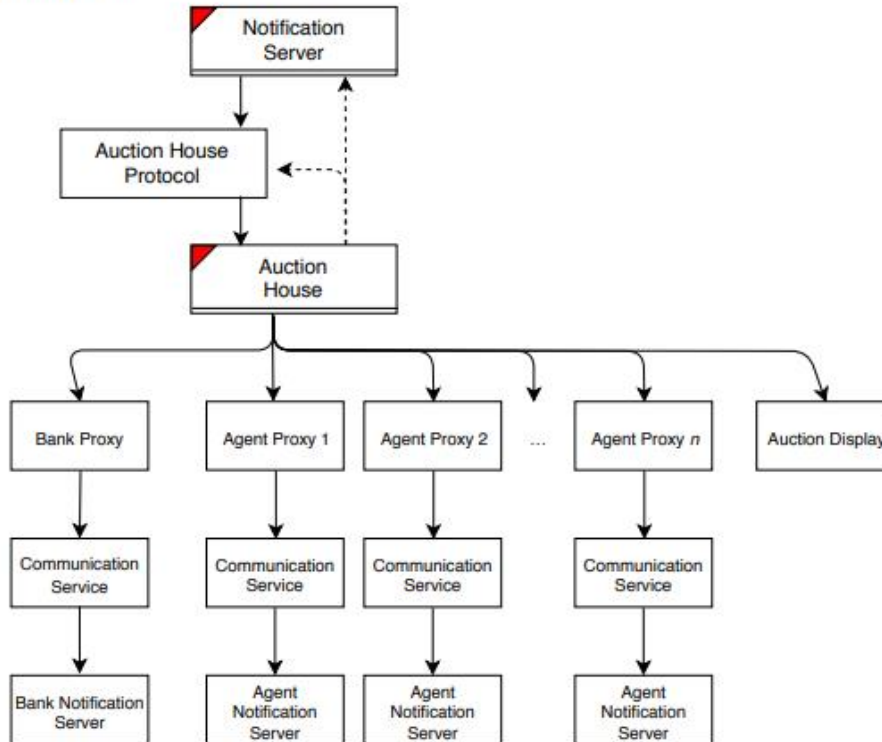 Notification
Server
Auction House
Protocol
Auction
House
Bank Proxy
Agent Proxy 1
Agent Proxy 2
...
Agent Proxy n
Auction Display
Communication
Service
Communication
Service
Communication
Service
Communication
Service
Bank Notification
Server
Agent
Notification
Server
Agent
Notification
Server
Agent
Notification
Server